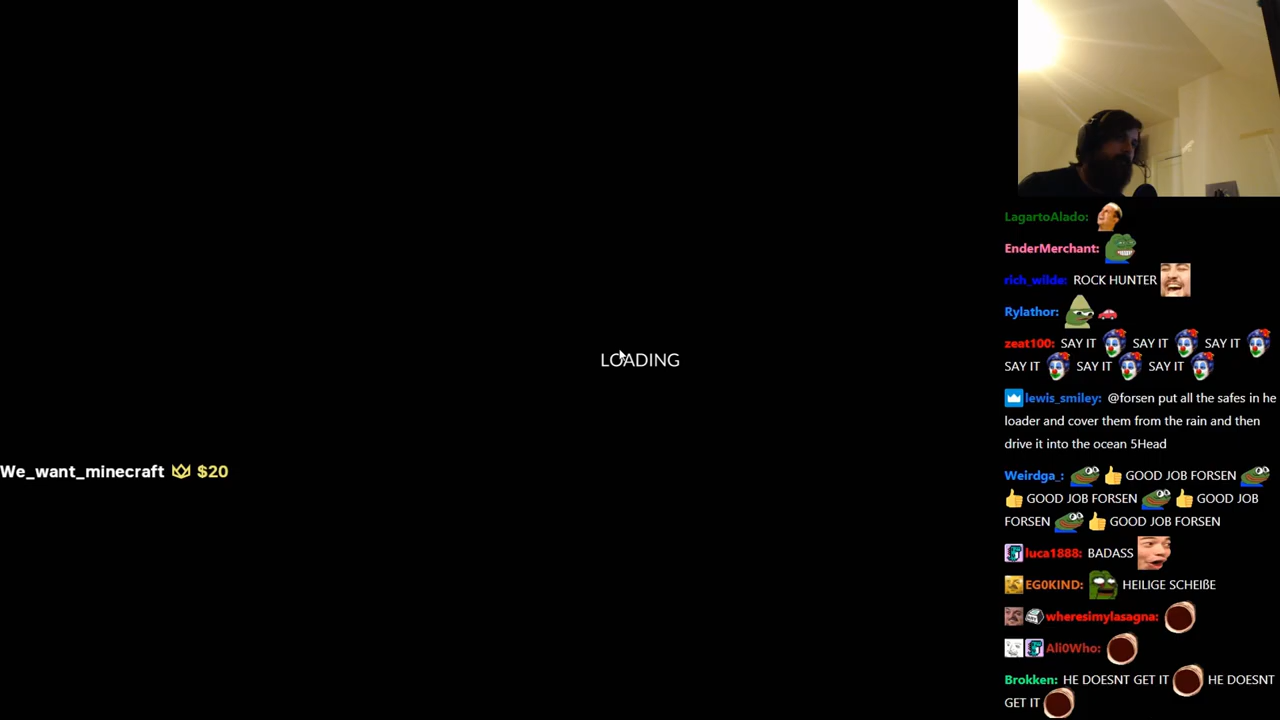 LOADING
We_want_minecraft $20
LagartoAlado:
EnderMerchant:
rich_wilde: ROCK HUNTER
Rylathor:
zeat100: SAY IT SAY IT SAY IT
SAY IT SAY IT SAY IT
lewis_smiley: @forsen put all the safes in he
loader and cover them from the rain and then
drive it into the ocean 5Head
Weirdga_: GOOD JOB FORSEN
GOOD JOB FORSEN GOOD JOB
FORSEN GOOD JOB FORSEN
luca1888: BADASS
EG0KIND: HEILIGE SCHEIßE
wheresimylasagna:
Ali0Who:
Brokken: HE DOESNT GET IT HE DOESNT
GET IT